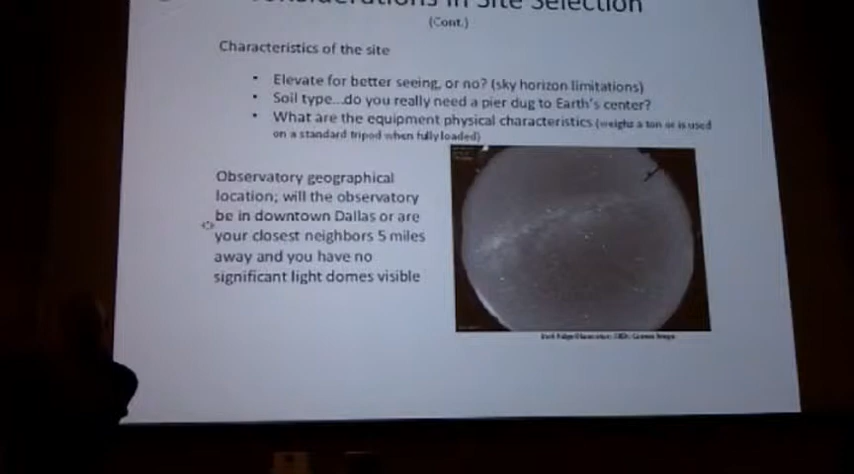 Considerations in Site Selection
(Cont.)
Characteristics of the site
• Elevate for better seeing, or no? (sky horizon limitations)
• Soil type...do you really need a pier dug to Earth's center?
• What are the equipment physical characteristics (weighs a ton or is used
on a standard tripod when fully loaded)
Observatory geographical
location; will the observatory
be in downtown Dallas or are
your closest neighbors 5 miles
away and you have no
significant light domes visible